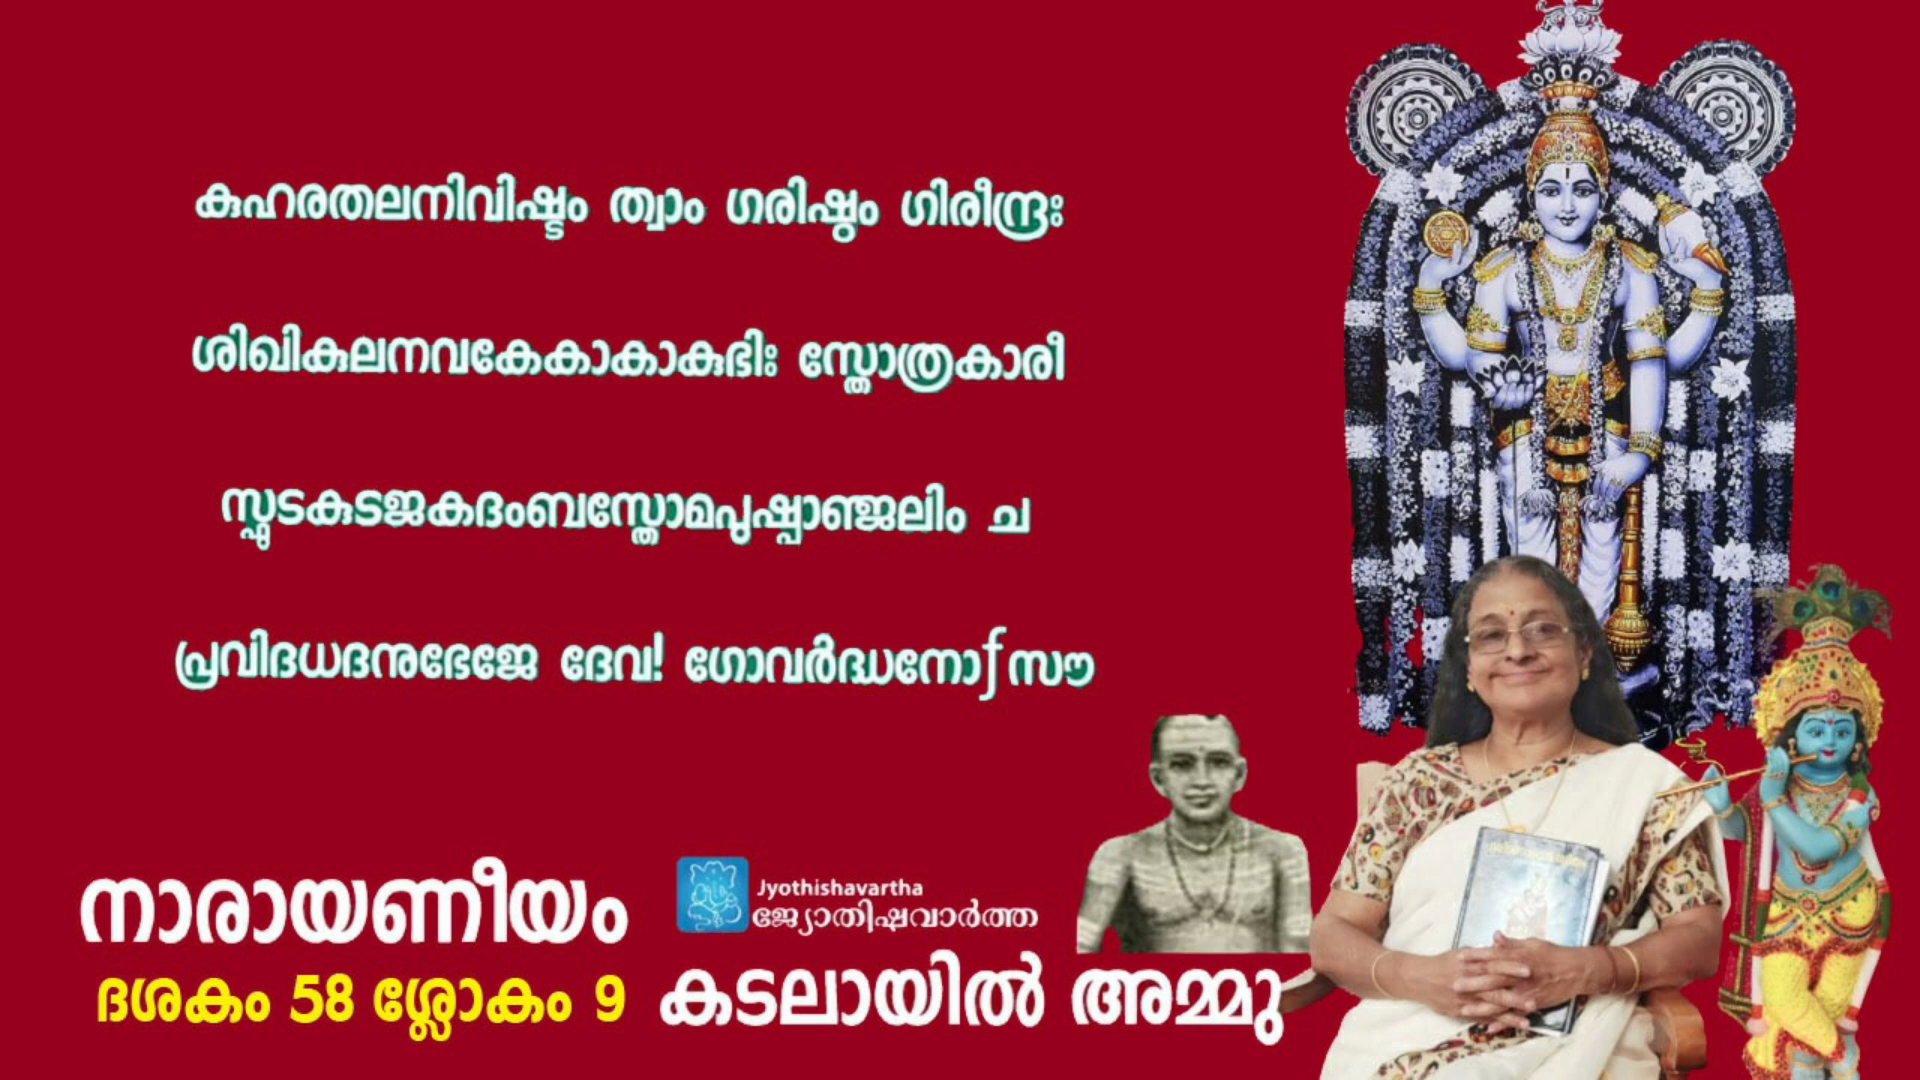 കുഹരതലനിവിഷ്ടം ത്വാം ഗരിഷ്ഠം ഗിരീന്ദ്രഃ
ശിഖികുലനവകേകാകാകുഭിഃ സ്തോത്രകാരീ
സ്ഫുടകുടജകദംബസ്തോമപുഷ്പാഞ്ജലിം ച
പ്രവിദധദനുഭേജേ ദേവ! ഗോവർദ്ധനോƒസൗ
നാരായണീയം
Jyothishavartha
ജ്യോതിഷവാർത്ത
ദശകം 58 ശ്ലോകം 9
കടലായിൽ അമ്മു